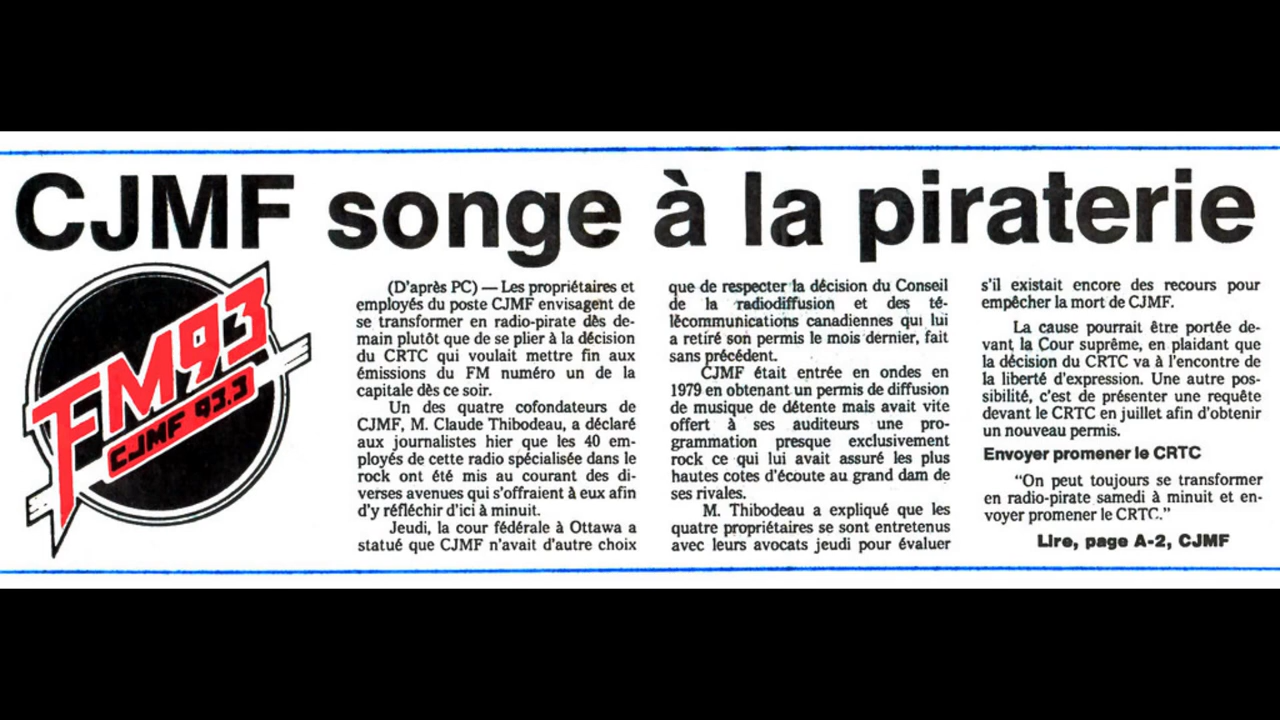 CJMF songe à la piraterie
FM93
CJMF 93.3
(D'après PC) — Les propriétaires et
employés du poste CJMF envisagent de
se transformer en radio-pirate dès de-
main plutôt que de se plier à la décision
du CRTC qui voulait mettre fin aux
émissions du FM numéro un de la
capitale dès ce soir.
Un des quatre cofondateurs de
CJMF, M. Claude Thibodeau, a déclaré
aux journalistes hier que les 40 em-
ployés de cette radio spécialisée dans le
rock ont été mis au courant des di-
verses avenues qui s'offraient à eux afin
d'y réfléchir d'ici à minuit.
Jeudi, la cour fédérale à Ottawa a
statué que CJMF n'avait d'autre choix
que de respecter la décision du Conseil
de la radiodiffusion et des té-
lécommunications canadiennes qui lui
a retiré son permis le mois dernier, fait
sans précédent.
CJMF était entrée en ondes en
1979 en obtenant un permis de diffusion
de musique de détente mais avait vite
offert à ses auditeurs une pro-
grammation presque exclusivement
rock ce qui lui avait assuré les plus
hautes cotes d'écoute au grand dam de
ses rivales.
M. Thibodeau a expliqué que les
quatre propriétaires se sont entretenus
avec leurs avocats jeudi pour évaluer
s'il existait encore des recours pour
empêcher la mort de CJMF.
La cause pourrait être portée de-
vant la Cour suprême, en plaidant que
la décision du CRTC va à l'encontre de
la liberté d'expression. Une autre pos-
sibilité, c'est de présenter une requête
devant le CRTC en juillet afin d'obtenir
un nouveau permis.
Envoyer promener le CRTC
"On peut toujours se transformer
en radio-pirate samedi à minuit et en-
voyer promener le CRTC."
Lire, page A-2, CJMF